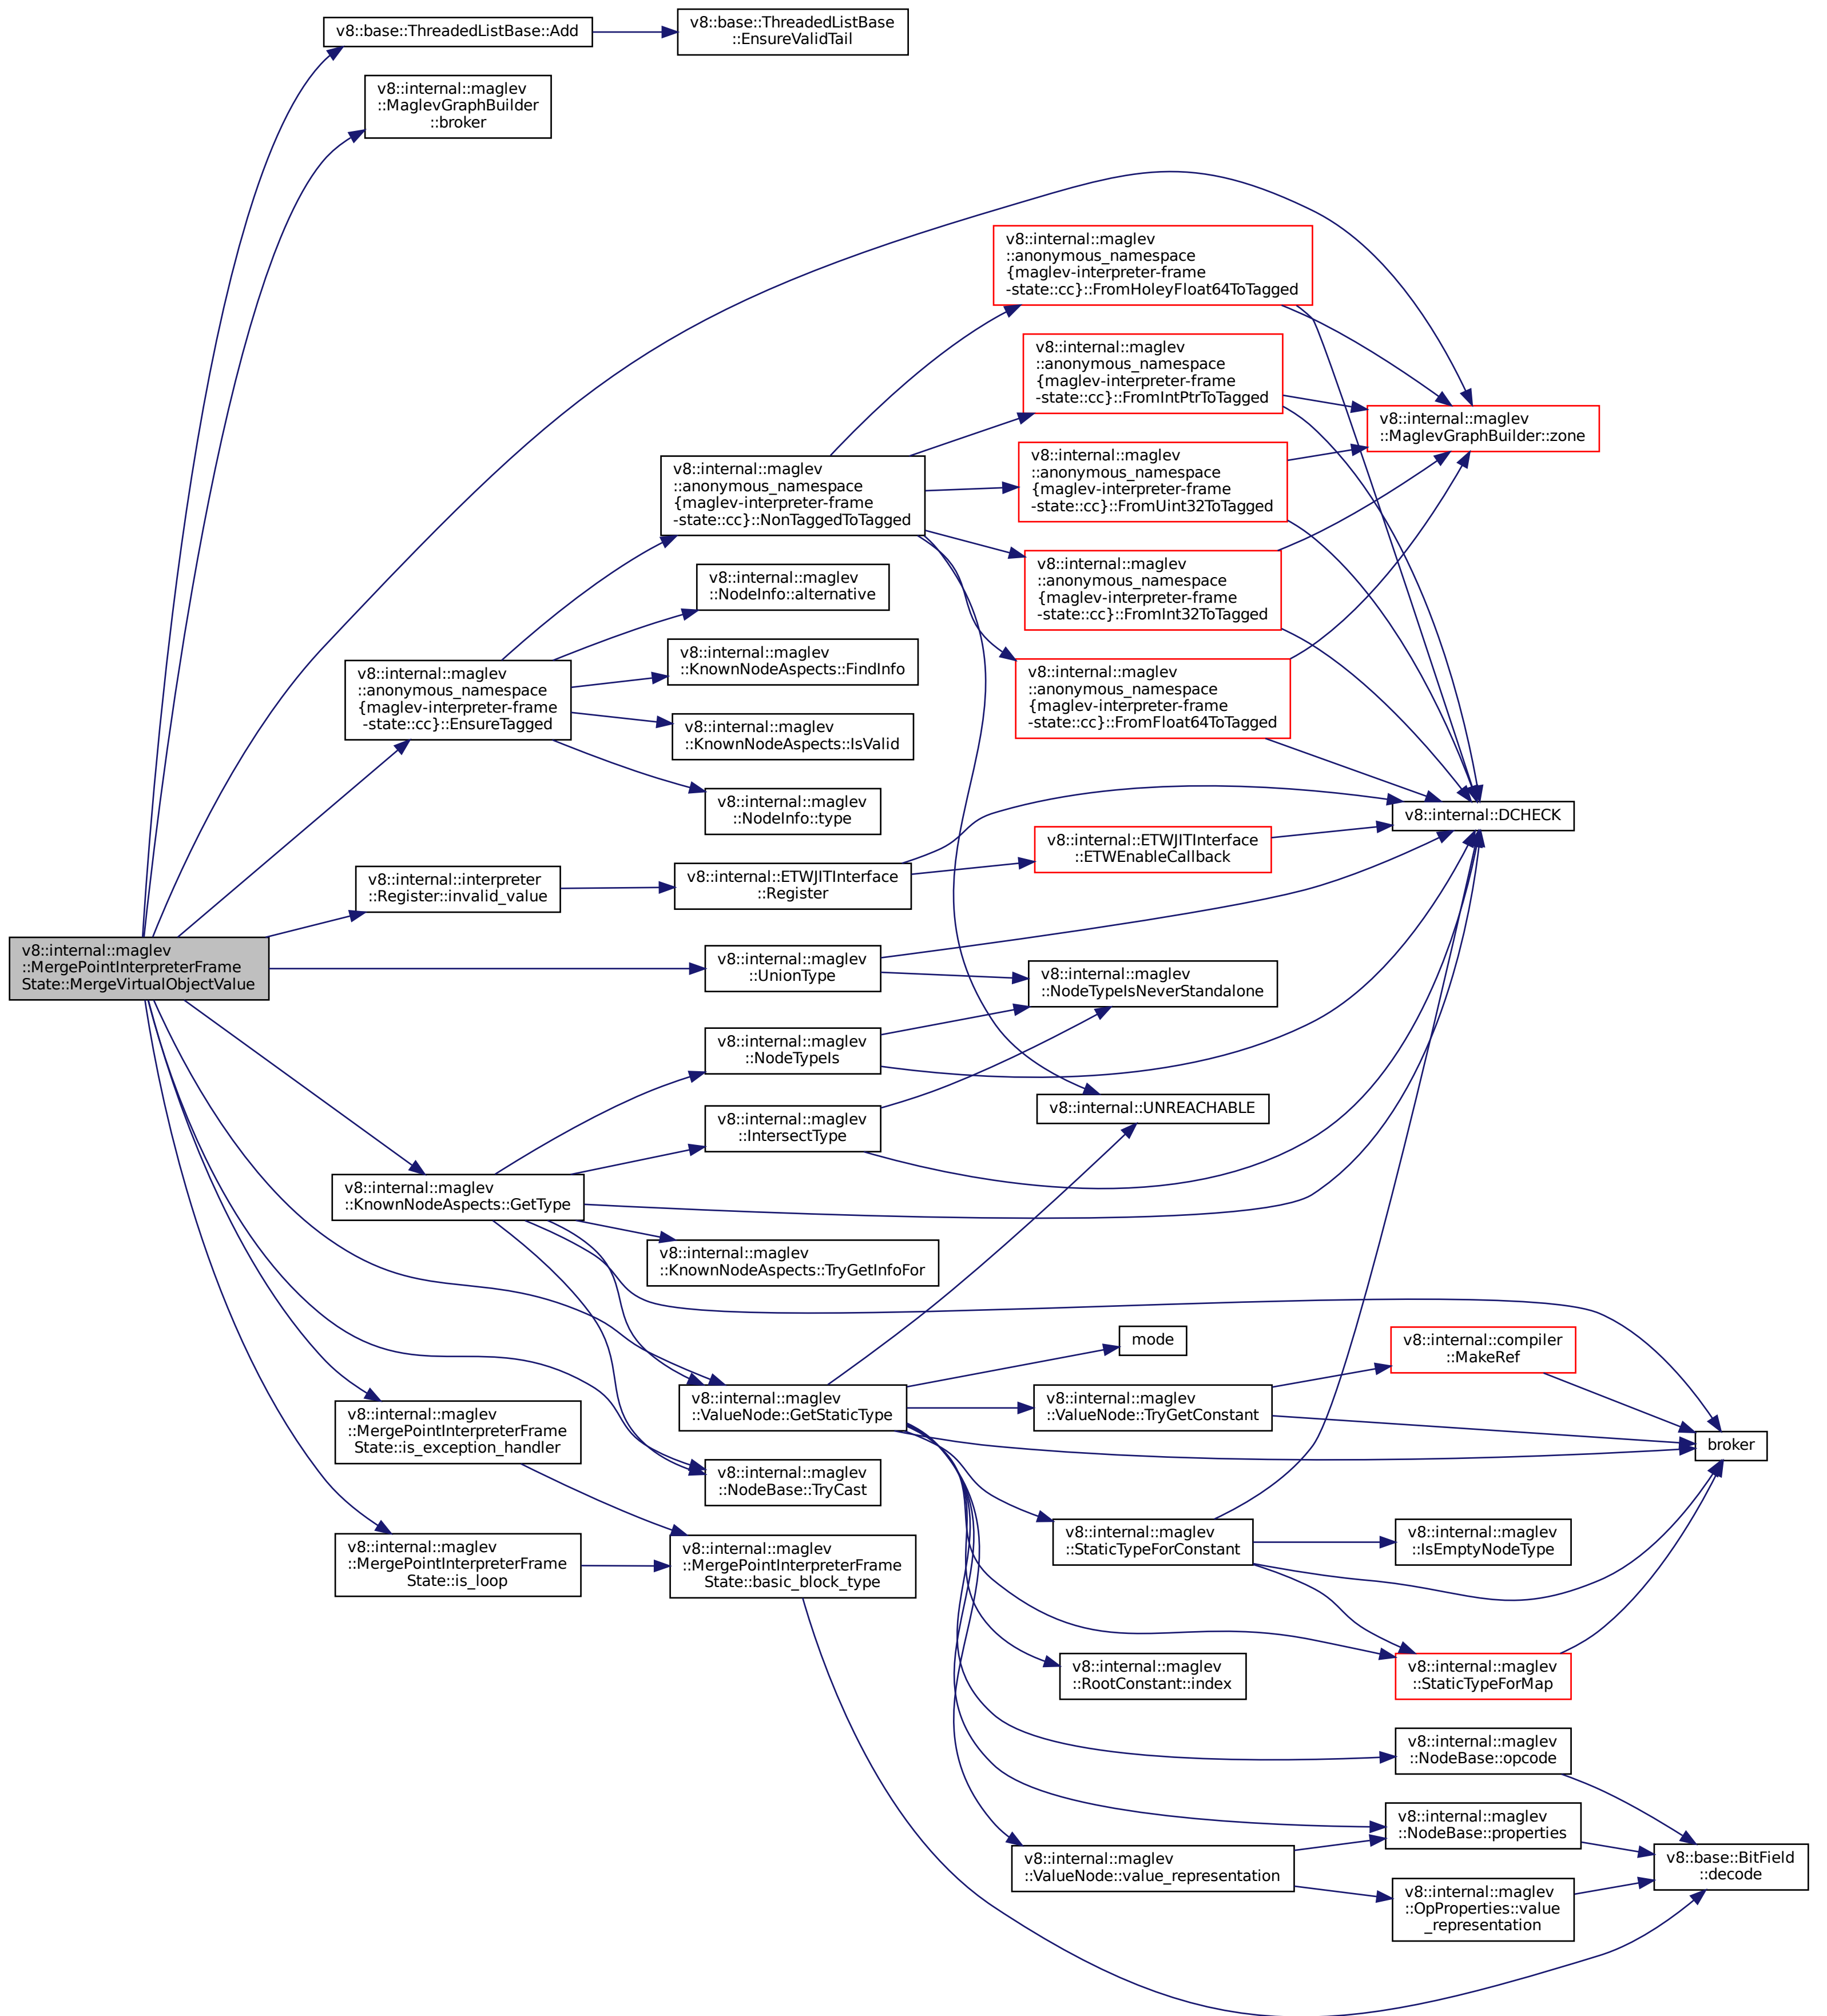 v8::base::ThreadedListBase::Add
v8::base::ThreadedListBase
::EnsureValidTail
v8::internal::maglev
::MaglevGraphBuilder
::broker
v8::internal::maglev
::anonymous_namespace
{maglev-interpreter-frame
-state::cc}::FromHoleyFloat64ToTagged
v8::internal::maglev
::anonymous_namespace
{maglev-interpreter-frame
-state::cc}::FromIntPtrToTagged
v8::internal::maglev
::MaglevGraphBuilder::zone
v8::internal::maglev
::anonymous_namespace
{maglev-interpreter-frame
-state::cc}::NonTaggedToTagged
v8::internal::maglev
::anonymous_namespace
{maglev-interpreter-frame
-state::cc}::FromUint32ToTagged
v8::internal::maglev
::anonymous_namespace
{maglev-interpreter-frame
-state::cc}::FromInt32ToTagged
v8::internal::maglev
::NodeInfo::alternative
v8::internal::maglev
::KnownNodeAspects::FindInfo
v8::internal::maglev
::anonymous_namespace
{maglev-interpreter-frame
-state::cc}::FromFloat64ToTagged
v8::internal::maglev
::anonymous_namespace
{maglev-interpreter-frame
-state::cc}::EnsureTagged
v8::internal::maglev
::KnownNodeAspects::IsValid
v8::internal::maglev
::NodeInfo::type
v8::internal::DCHECK
v8::internal::ETWJITInterface
::ETWEnableCallback
v8::internal::interpreter
::Register::invalid_value
v8::internal::ETWJITInterface
::Register
v8::internal::maglev
::MergePointInterpreterFrame
State::MergeVirtualObjectValue
v8::internal::maglev
::UnionType
v8::internal::maglev
::NodeTypeIsNeverStandalone
v8::internal::maglev
::NodeTypeIs
v8::internal::maglev
::IntersectType
v8::internal::UNREACHABLE
v8::internal::maglev
::KnownNodeAspects::GetType
v8::internal::maglev
::KnownNodeAspects::TryGetInfoFor
mode
v8::internal::compiler
::MakeRef
v8::internal::maglev
::ValueNode::GetStaticType
v8::internal::maglev
::ValueNode::TryGetConstant
broker
v8::internal::maglev
::MergePointInterpreterFrame
State::is_exception_handler
v8::internal::maglev
::NodeBase::TryCast
v8::internal::maglev
::StaticTypeForConstant
v8::internal::maglev
::IsEmptyNodeType
v8::internal::maglev
::MergePointInterpreterFrame
State::is_loop
v8::internal::maglev
::MergePointInterpreterFrame
State::basic_block_type
v8::internal::maglev
::RootConstant::index
v8::internal::maglev
::StaticTypeForMap
v8::internal::maglev
::NodeBase::opcode
v8::internal::maglev
::NodeBase::properties
v8::internal::maglev
::ValueNode::value_representation
v8::base::BitField
::decode
v8::internal::maglev
::OpProperties::value
_representation